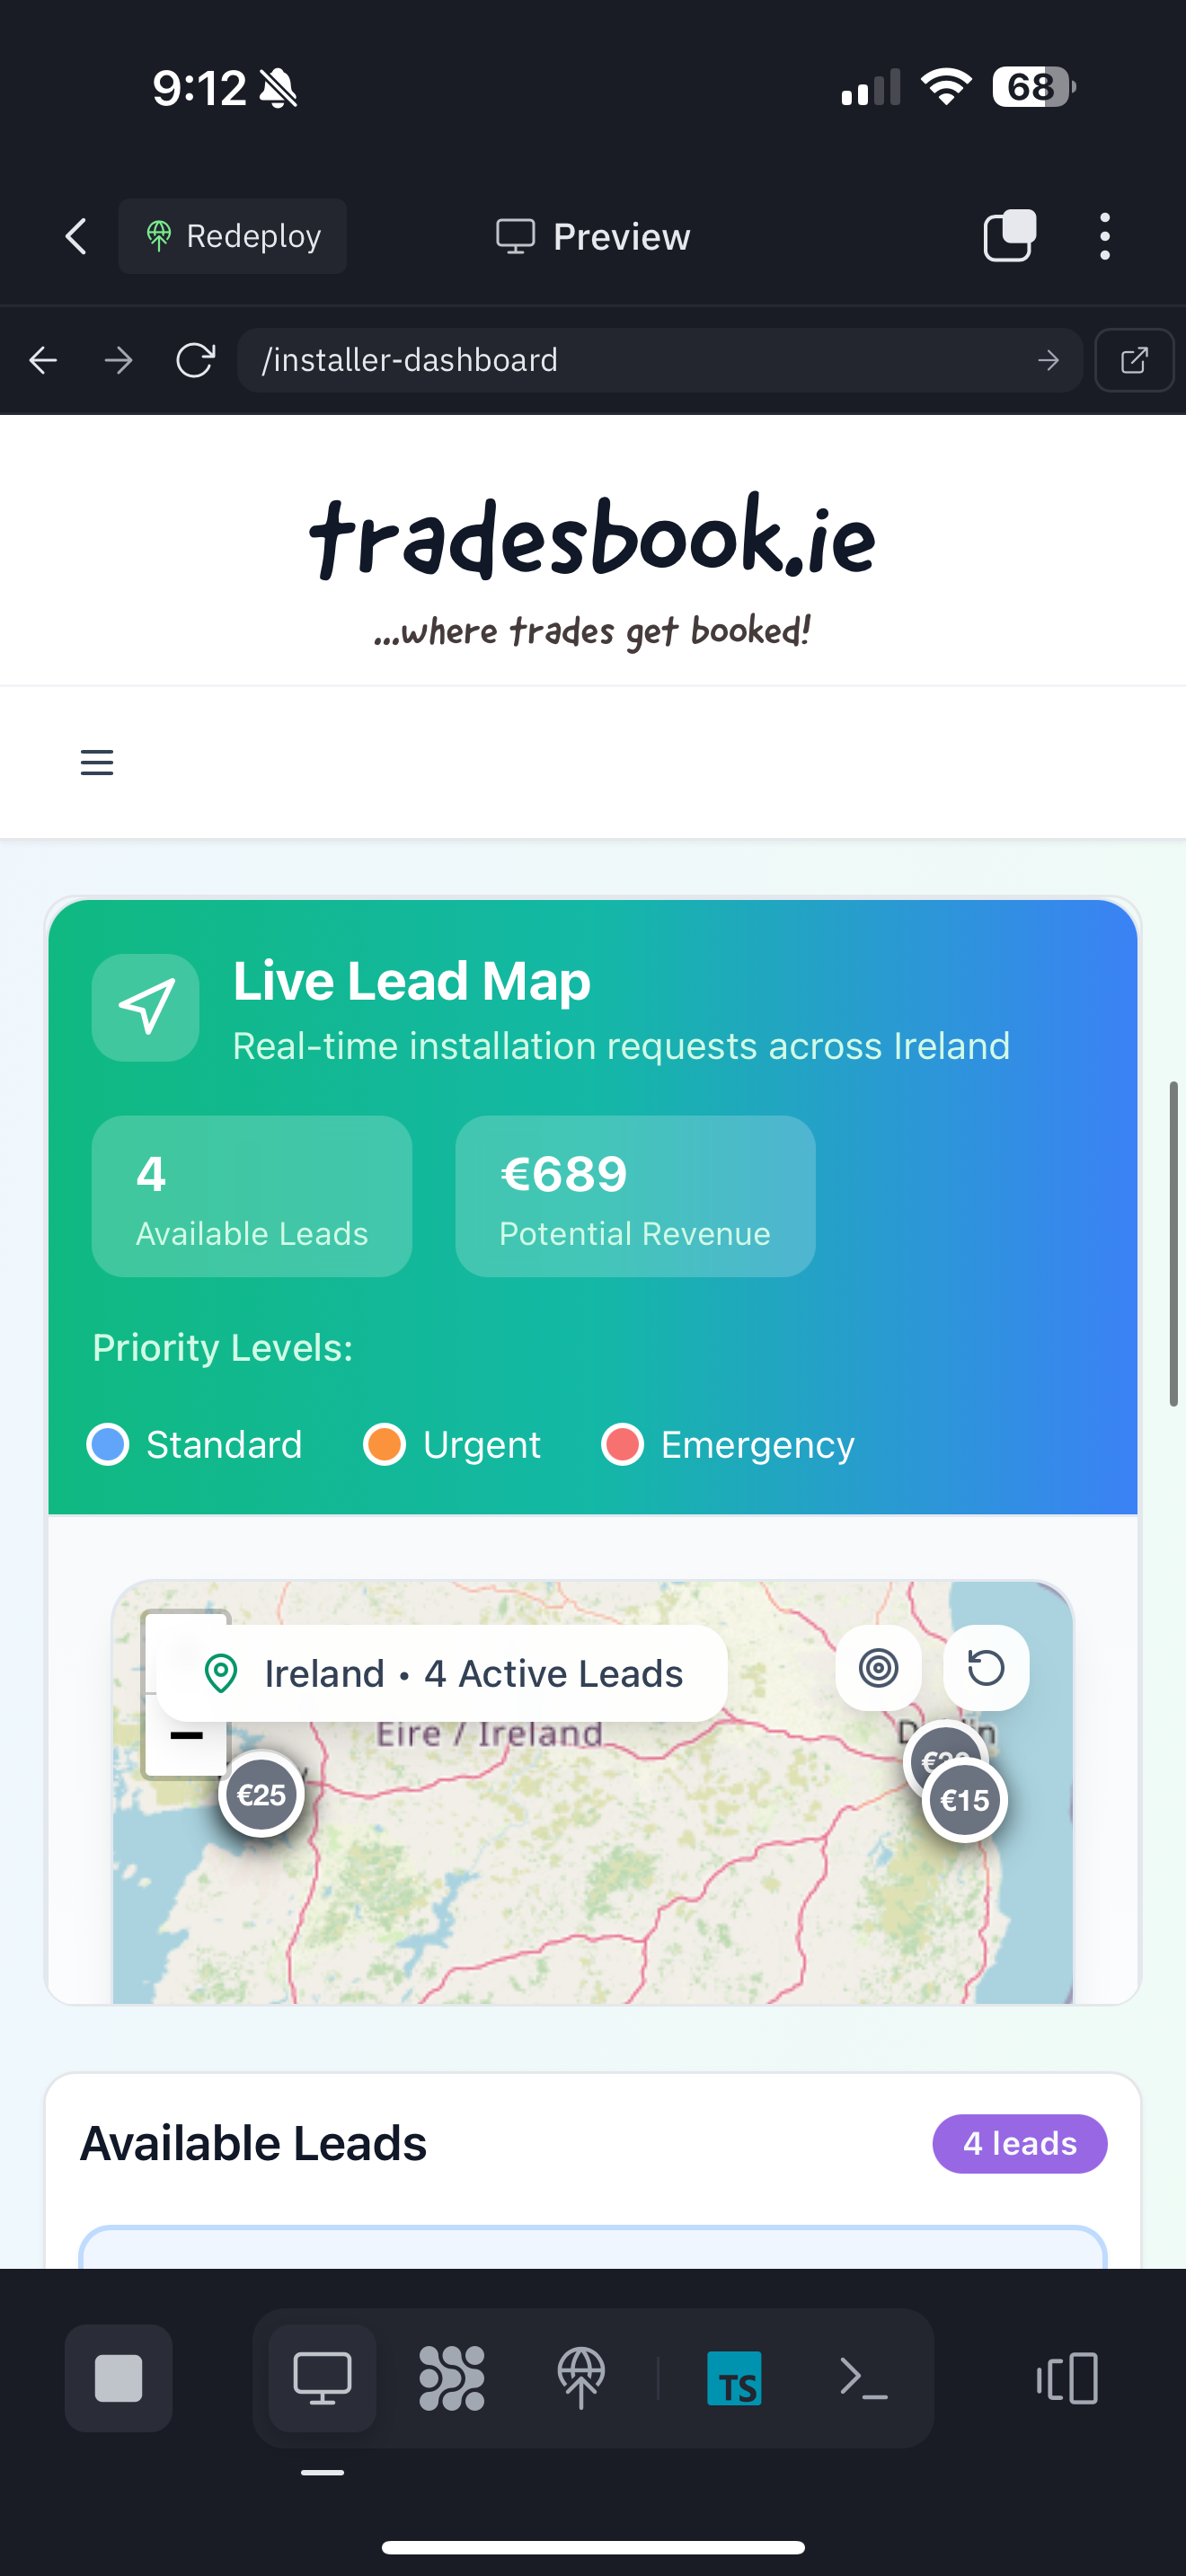 9:12
68
Redeploy
Preview
/installer-dashboard
tradesbook.ie
...where trades get booked!
Live Lead Map
Real-time installation requests across Ireland
4
Available Leads
€689
Potential Revenue
Priority Levels:
Standard
Urgent
Emergency
Ireland • 4 Active Leads
−
Éire / Ireland
€25
€15
Available Leads
4 leads
TS